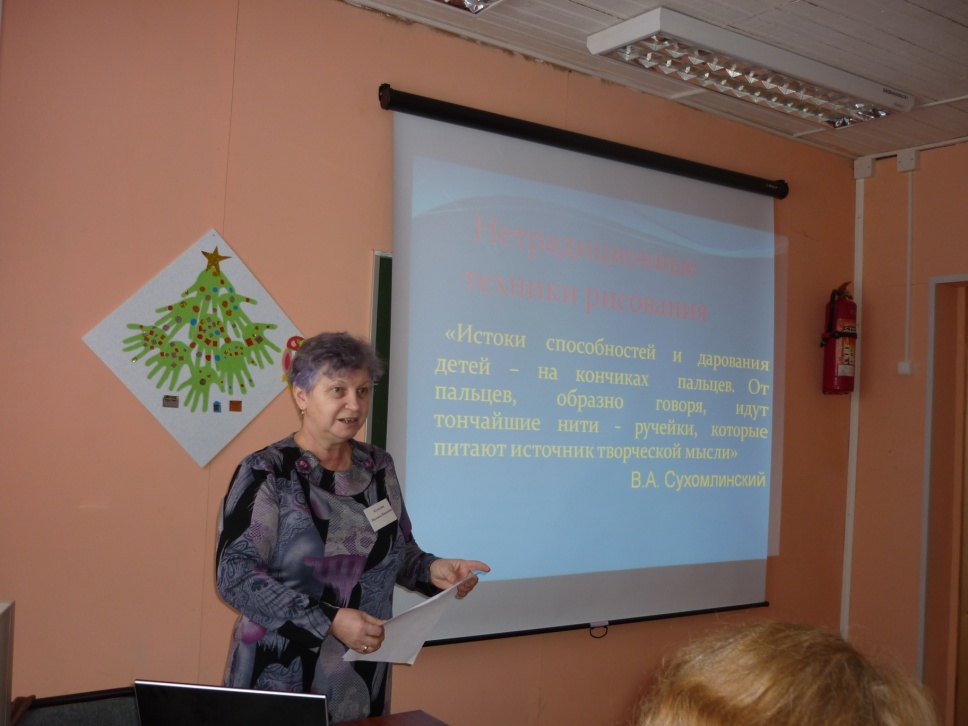 Нетрадиционные
техники рисования
«Истоки способностей и дарования
детей – на кончиках пальцев. От
пальцев, образно говоря, идут
тончайшие нити - ручейки, которые
питают источник творческой мысли»
В.А. Сухомлинский